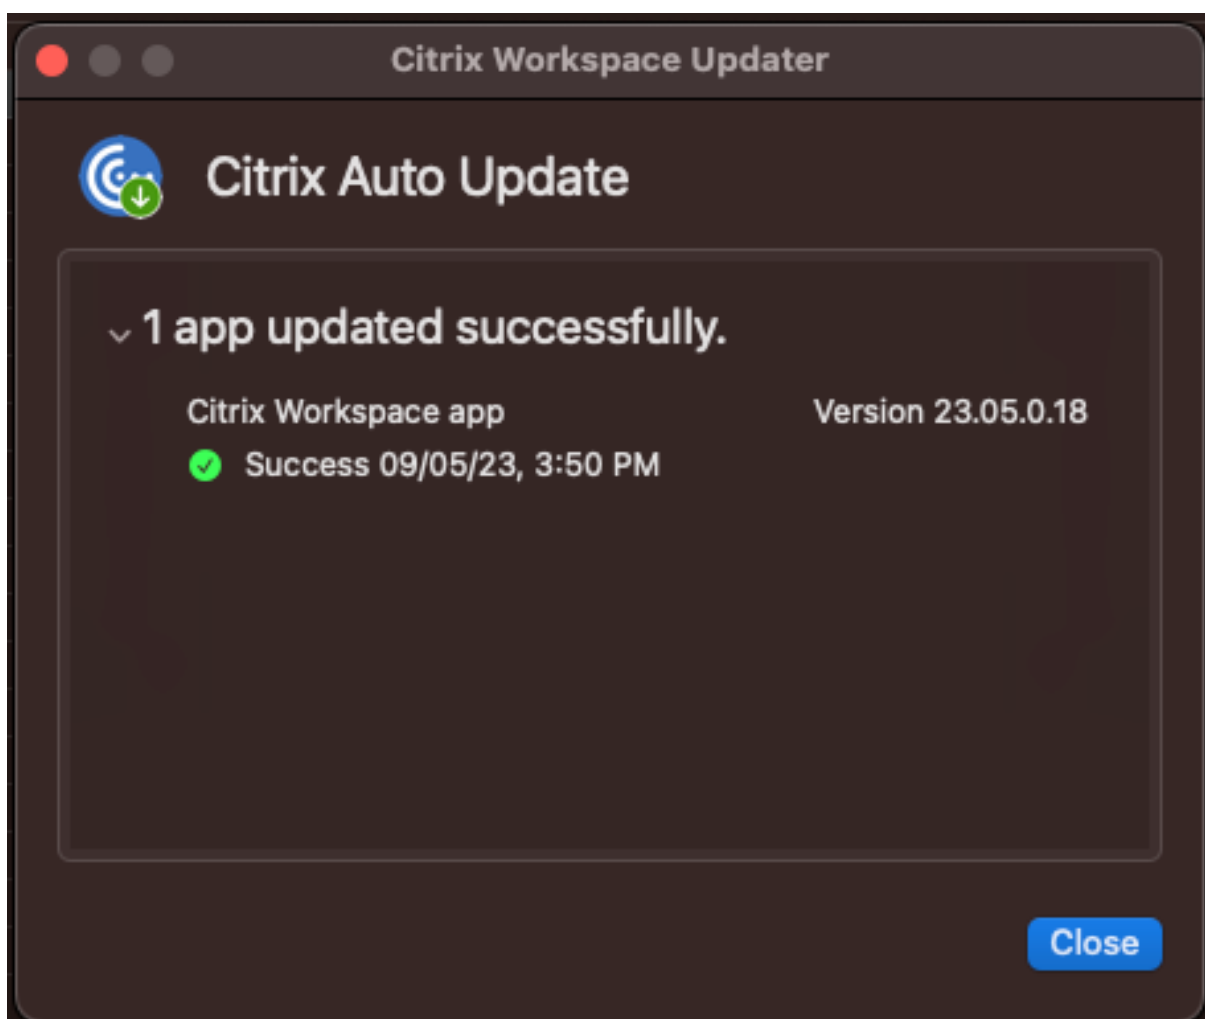 Citrix Workspace Updater
Citrix Auto Update
1 app updated successfully.
Citrix Workspace app Version 23.05.0.18
Success 09/05/23, 3:50 PM
Close